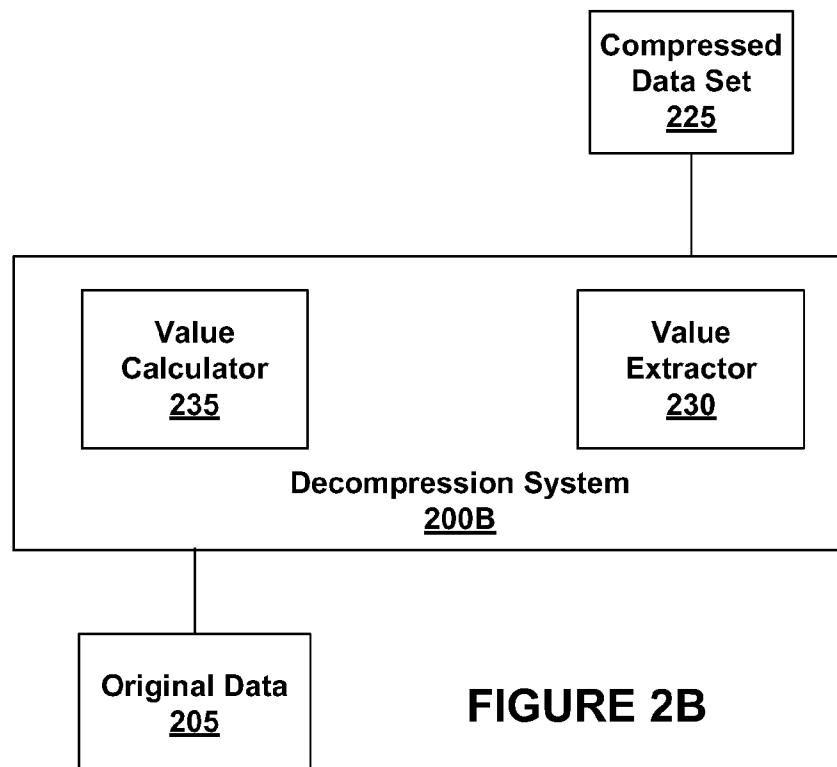 Compressed
Data Set
225
Value
Calculator
235
Value
Extractor
230
Decompression System
200B
Original Data
205
FIGURE 2B